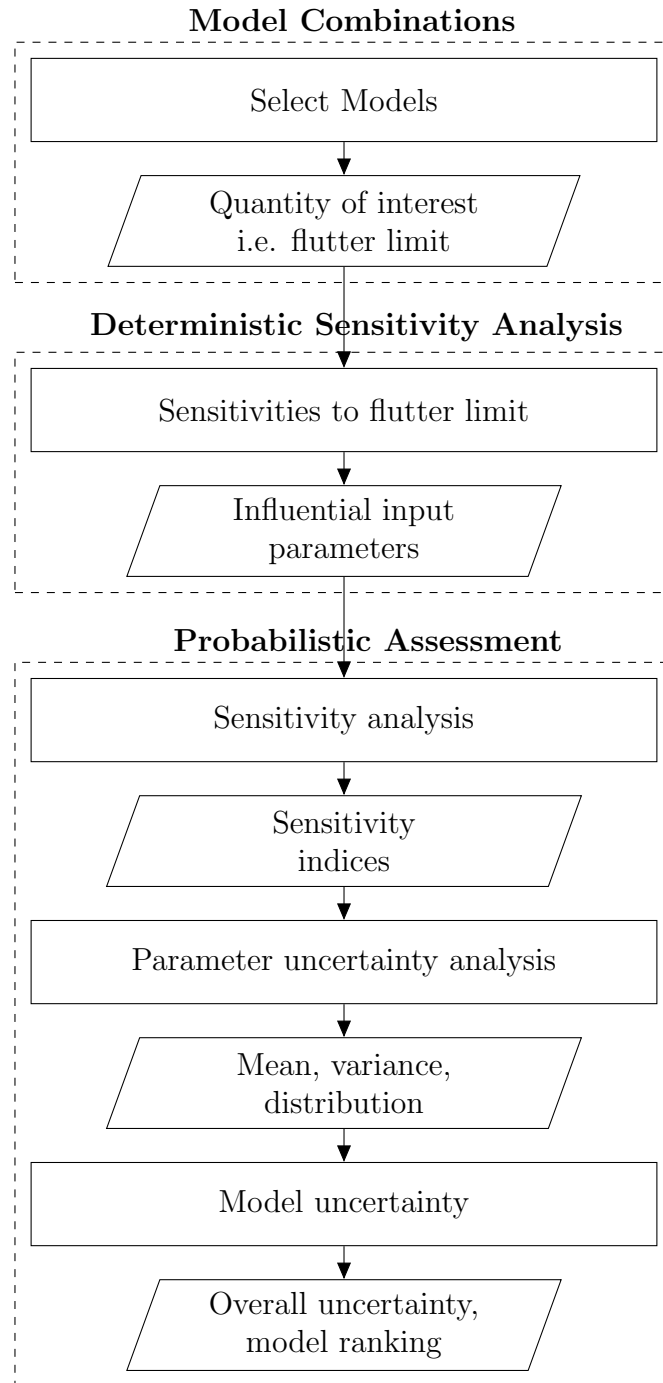 Model Combinations
Select Models
Quantity of interest
i.e. flutter limit
Deterministic Sensitivity Analysis
Sensitivities to flutter limit
Influential input
parameters
Probabilistic Assessment
Sensitivity analysis
Sensitivity
indices
Parameter uncertainty analysis
Mean, variance,
distribution
Model uncertainty
Overall uncertainty,
model ranking